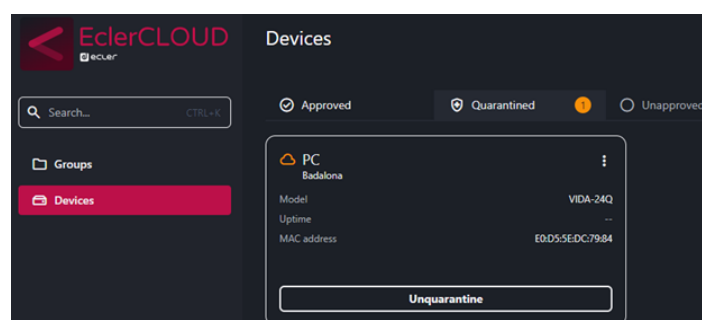 EclerCLOUD
ecler
Devices
Search...
CTRL+K
Approved
Quarantined
1
Unapproved
Groups
Devices
PC
Badalona
Model
VIDA-24Q
Uptime
--
MAC address
E0:D5:5E:DC:79:84
Unquarantine